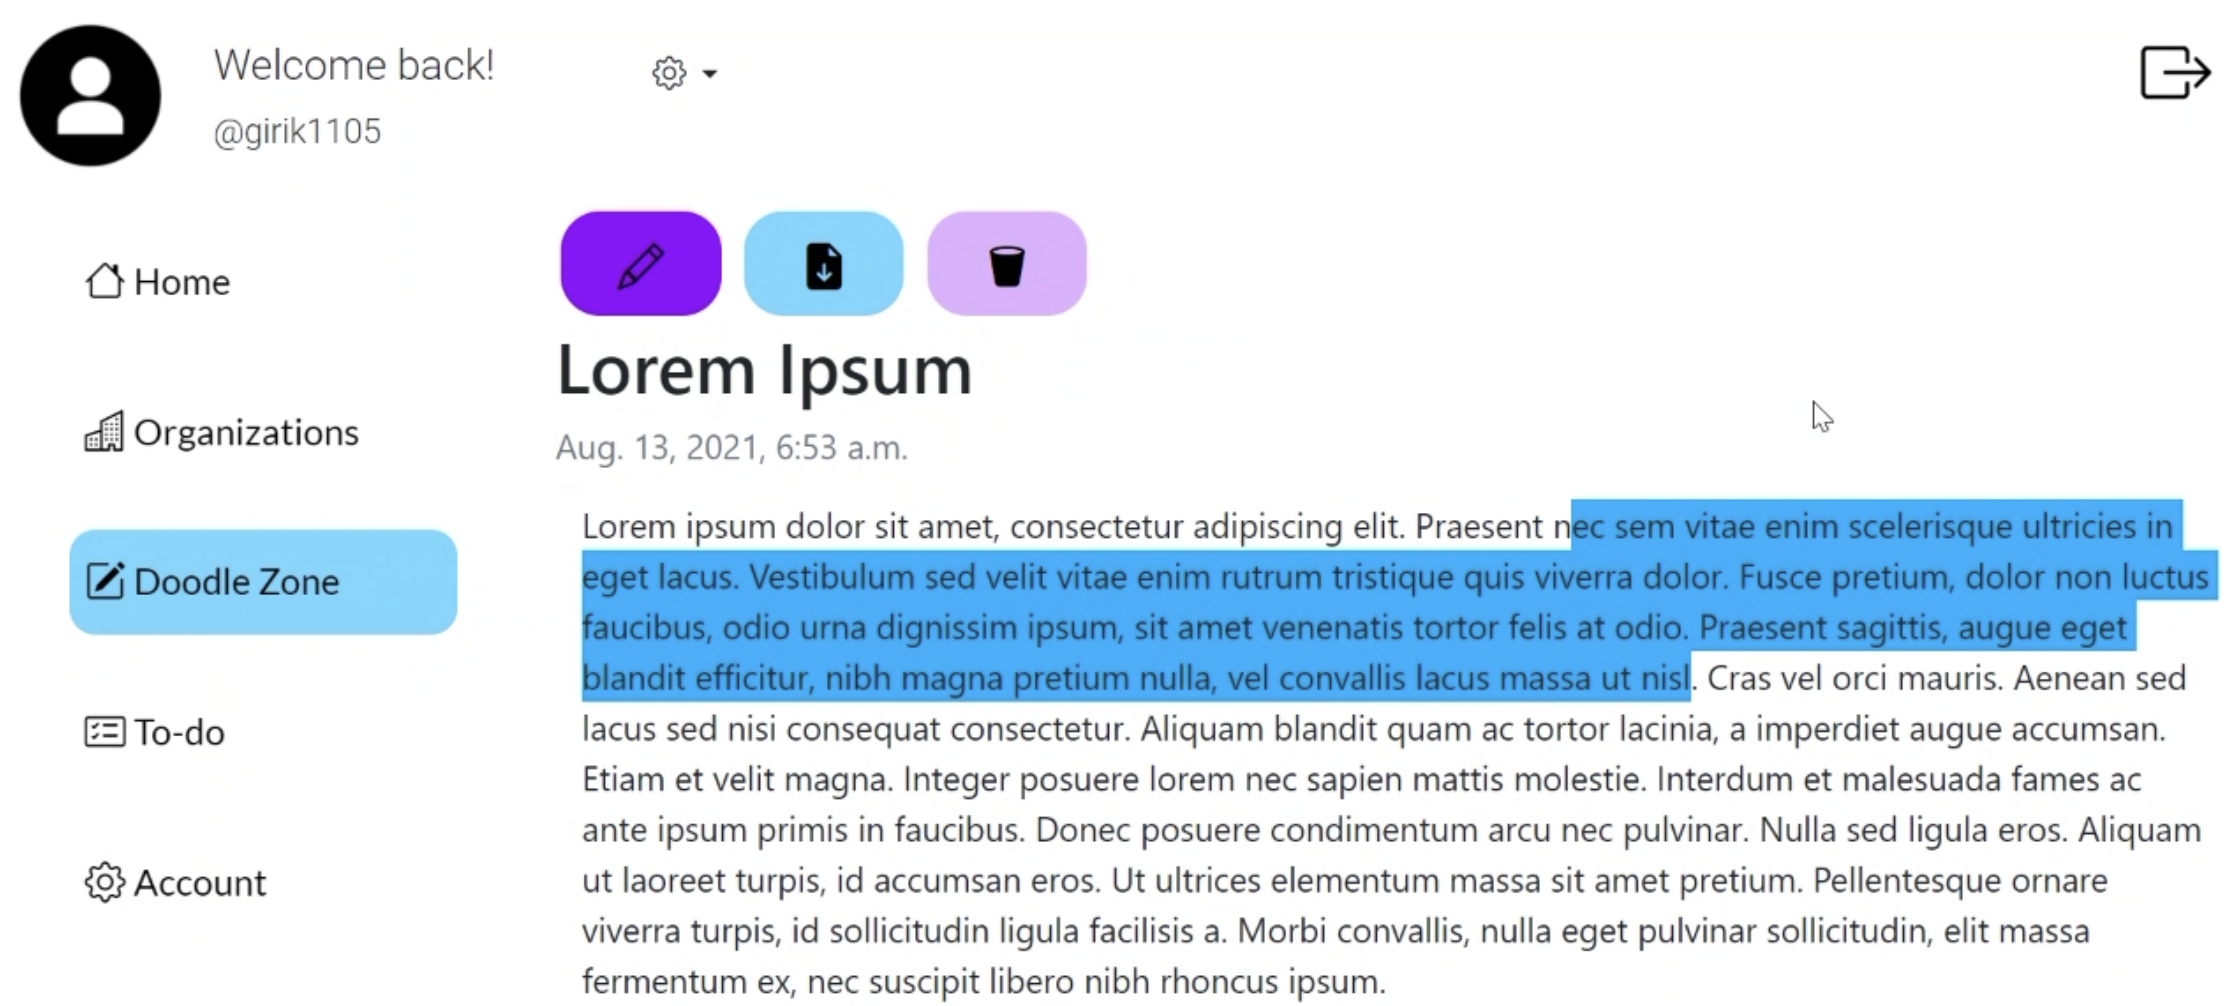 Welcome back!
@girik1105
Home
Organizations
Doodle Zone
To-do
Account
Lorem Ipsum
Aug. 13, 2021, 6:53 a.m.
Lorem ipsum dolor sit amet, consectetur adipiscing elit. Praesent nec sem vitae enim scelerisque ultricies in
eget lacus. Vestibulum sed velit vitae enim rutrum tristique quis viverra dolor. Fusce pretium, dolor non luctus
faucibus, odio urna dignissim ipsum, sit amet venenatis tortor felis at odio. Praesent sagittis, augue eget
blandit efficitur, nibh magna pretium nulla, vel convallis lacus massa ut nisl. Cras vel orci mauris. Aenean sed
lacus sed nisi consequat consectetur. Aliquam blandit quam ac tortor lacinia, a imperdiet augue accumsan.
Etiam et velit magna. Integer posuere lorem nec sapien mattis molestie. Interdum et malesuada fames ac
ante ipsum primis in faucibus. Donec posuere condimentum arcu nec pulvinar. Nulla sed ligula eros. Aliquam
ut laoreet turpis, id accumsan eros. Ut ultrices elementum massa sit amet pretium. Pellentesque ornare
viverra turpis, id sollicitudin ligula facilisis a. Morbi convallis, nulla eget pulvinar sollicitudin, elit massa
fermentum ex, nec suscipit libero nibh rhoncus ipsum.